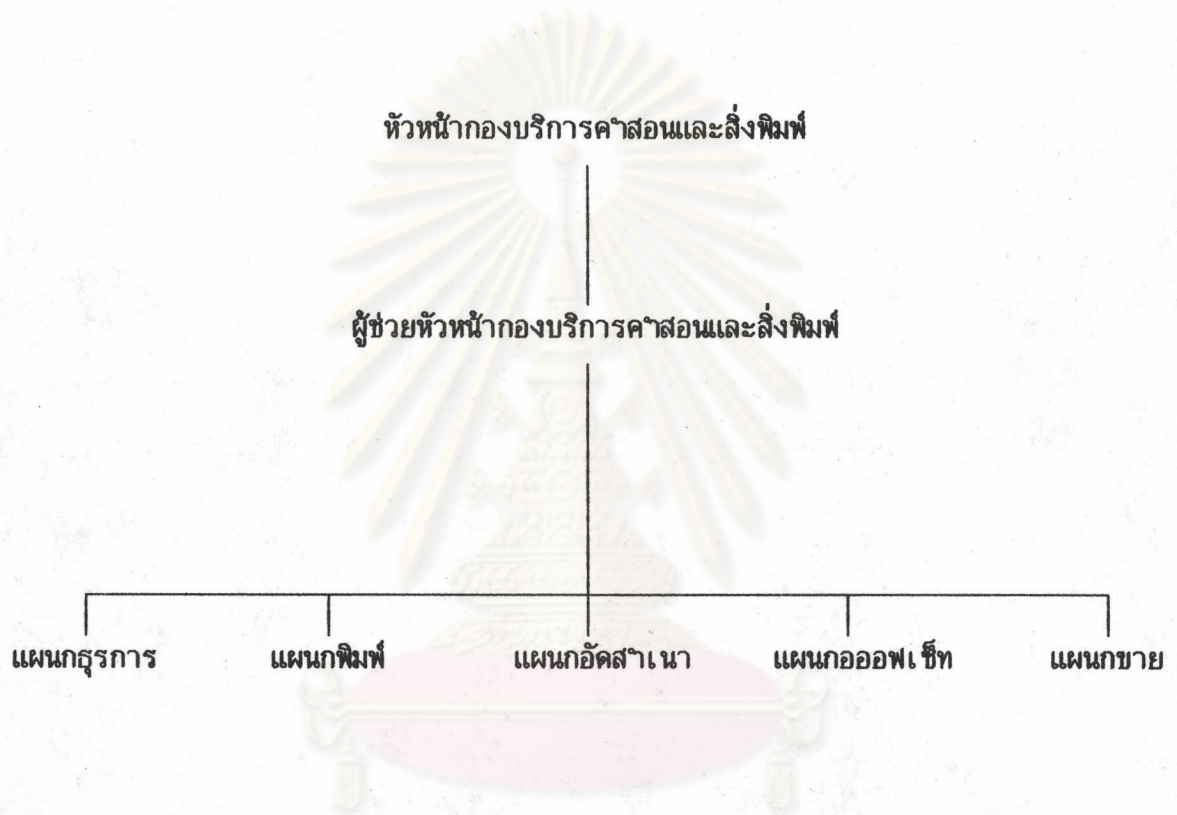 หัวหน้ากองบริการคำสอนและสิ่งพิมพ์
ผู้ช่วยหัวหน้ากองบริการคำสอนและสิ่งพิมพ์
แผนกธุรการ แผนกพิมพ์ แผนกอัดสำเนา แผนกอออฟเซ็ท แผนกขาย